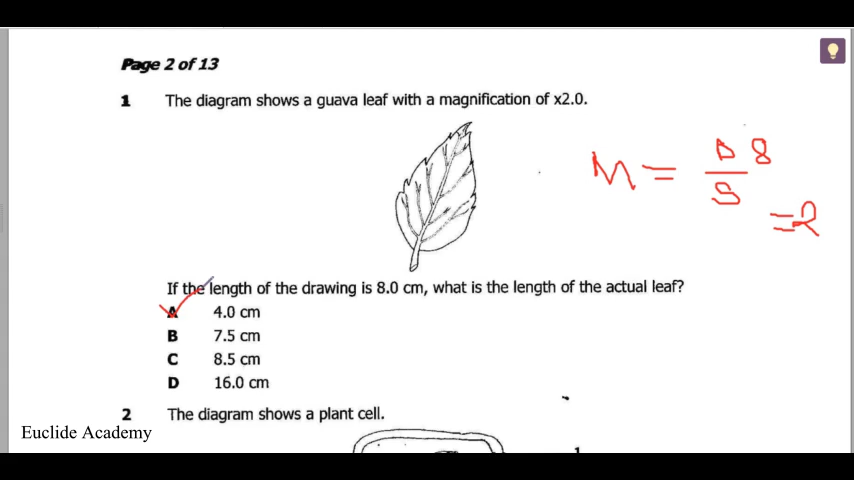 Page 2 of 13
1 The diagram shows a guava leaf with a magnification of x2.0.
M = D 8
S
=2
If the length of the drawing is 8.0 cm, what is the length of the actual leaf?
A 4.0 cm
B 7.5 cm
C 8.5 cm
D 16.0 cm
2 The diagram shows a plant cell.
Euclide Academy